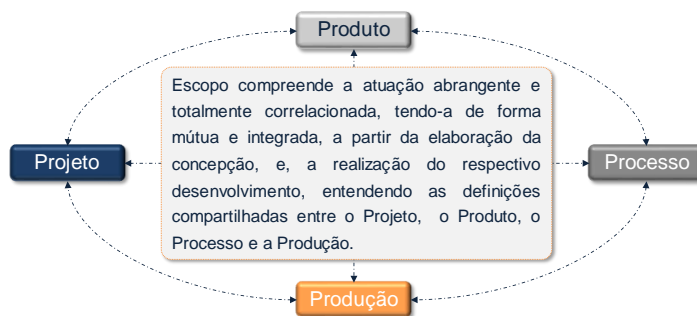 Produto
Escopo compreende a atuação abrangente e
totalmente correlacionada, tendo-a de forma
mútua e integrada, a partir da elaboração da
concepção, e, a realização do respectivo
desenvolvimento, entendendo as definições
compartilhadas entre o Projeto, o Produto, o
Processo e a Produção.
Projeto
Processo
Produção